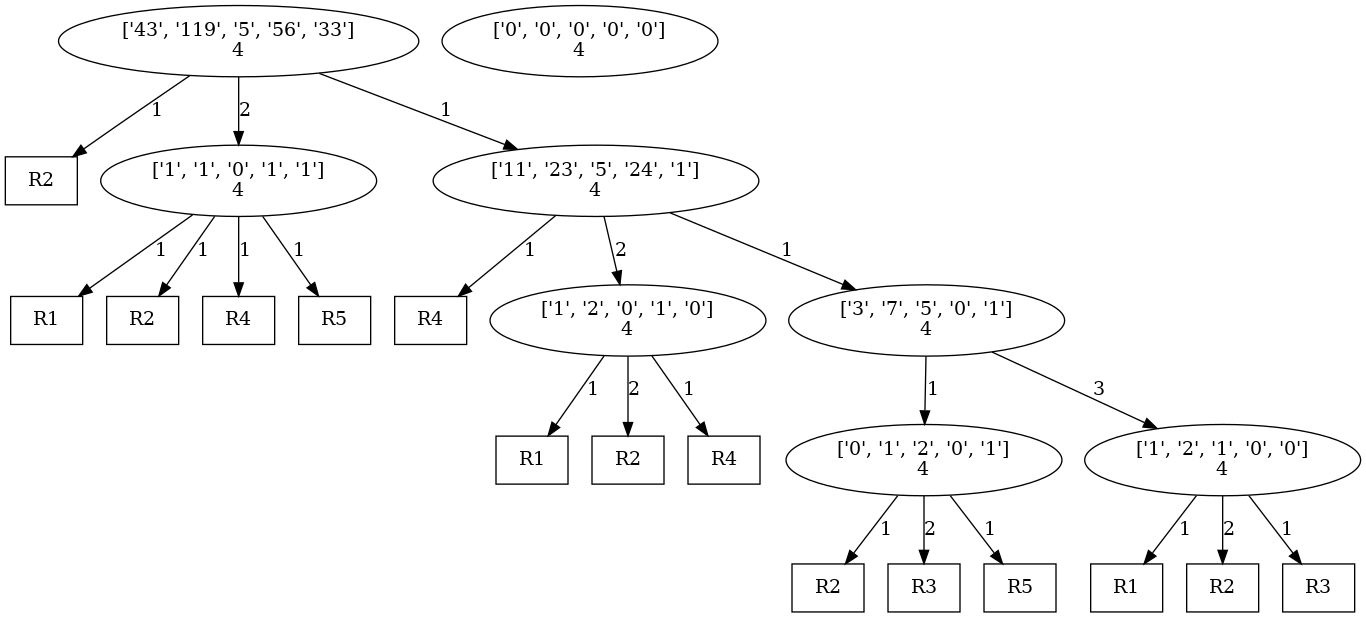 ['43', '119', '5', '56', '33']
4
['0', '0', '0', '0', '0']
4
1
2
1
R2
['1', '1', '0', '1', '1']
4
['11', '23', '5', '24', '1']
4
1
1
1
1
1
2
1
R1
R2
R4
R5
R4
['1', '2', '0', '1', '0']
4
['3', '7', '5', '0', '1']
4
1
2
1
1
3
R1
R2
R4
['0', '1', '2', '0', '1']
4
['1', '2', '1', '0', '0']
4
1
2
1
1
2
1
R2
R3
R5
R1
R2
R3